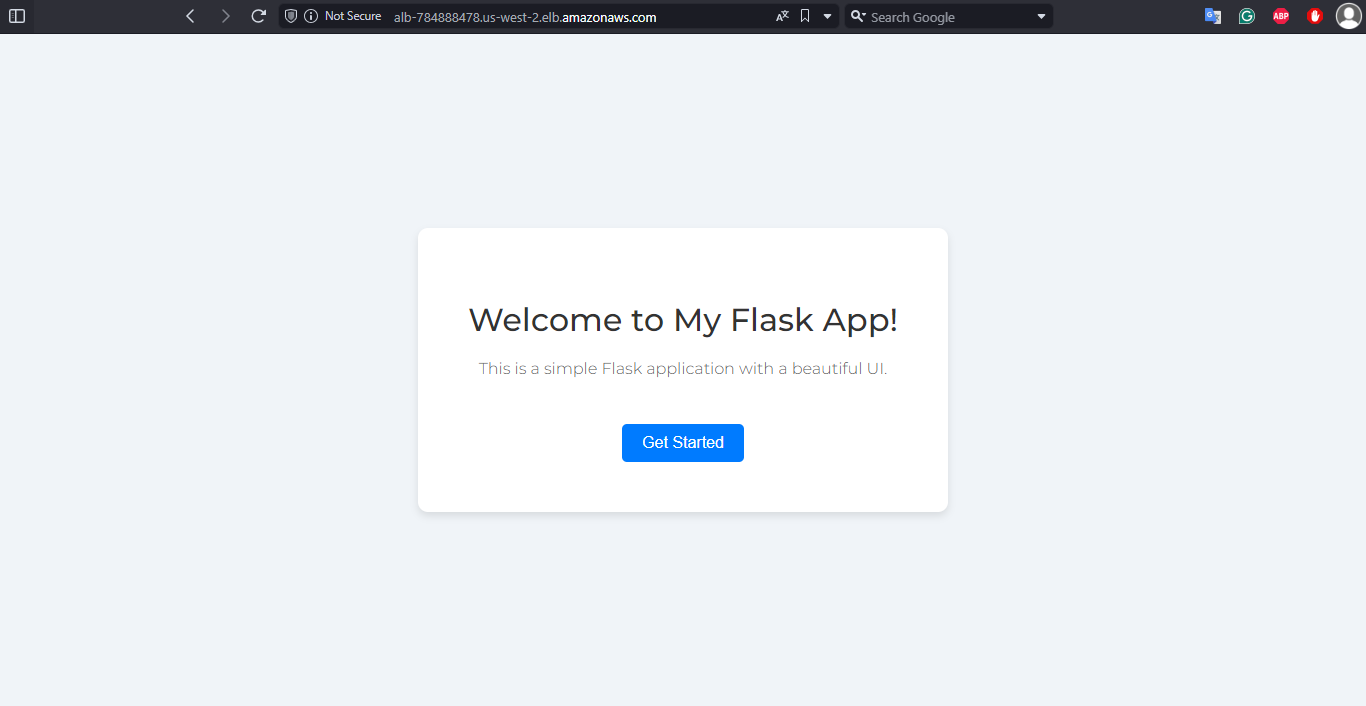 Not Secure alb-784888478.us-west-2.elb.amazonaws.com Search Google ABP
Welcome to My Flask App!
This is a simple Flask application with a beautiful UI.
Get Started